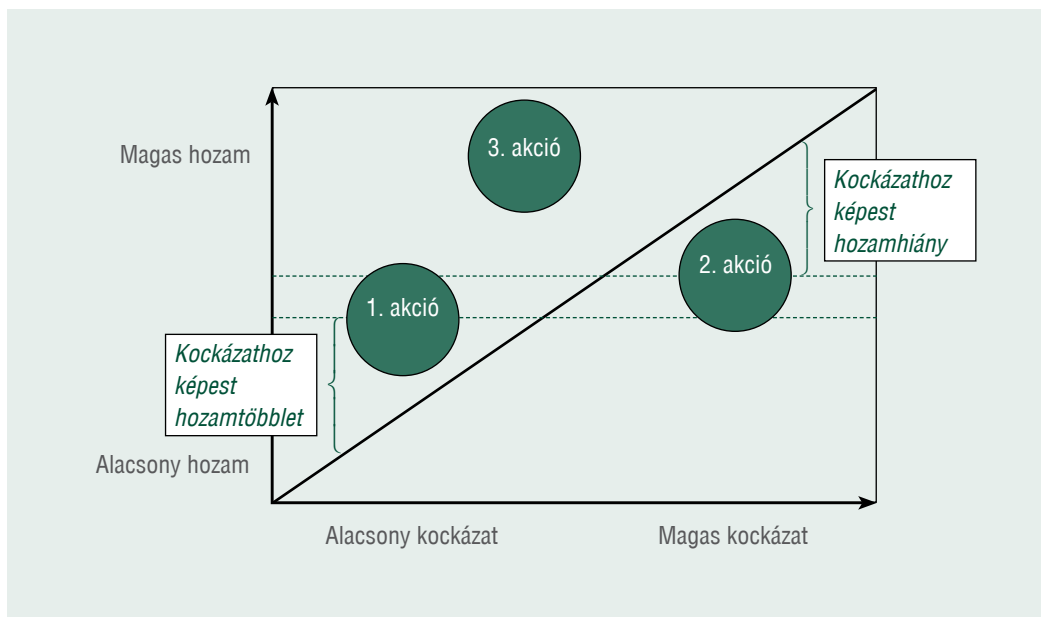 Magas hozam
3. akció
Kockázathoz
képest
hozamhiány
2. akció
1. akció
Kockázathoz
képest
hozamtöbblet
Alacsony hozam
Alacsony kockázat
Magas kockázat